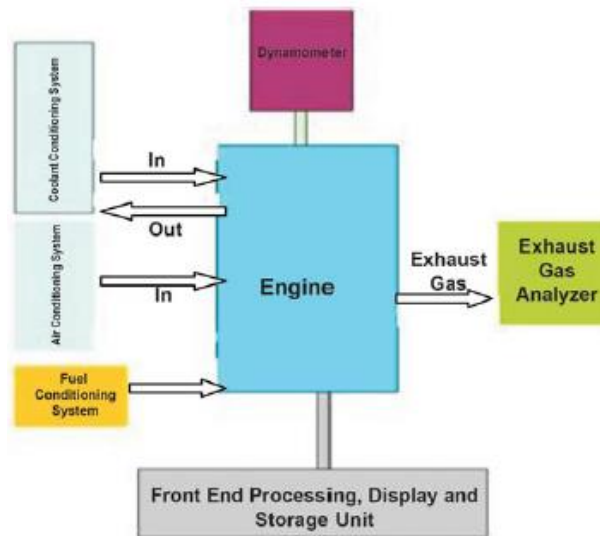 Dynamometer
Coolant Conditioning System
In
Out
Air Conditioning System
In
Engine
Exhaust
Gas
Exhaust
Gas
Analyzer
Fuel
Conditioning
System
Front End Processing, Display and
Storage Unit